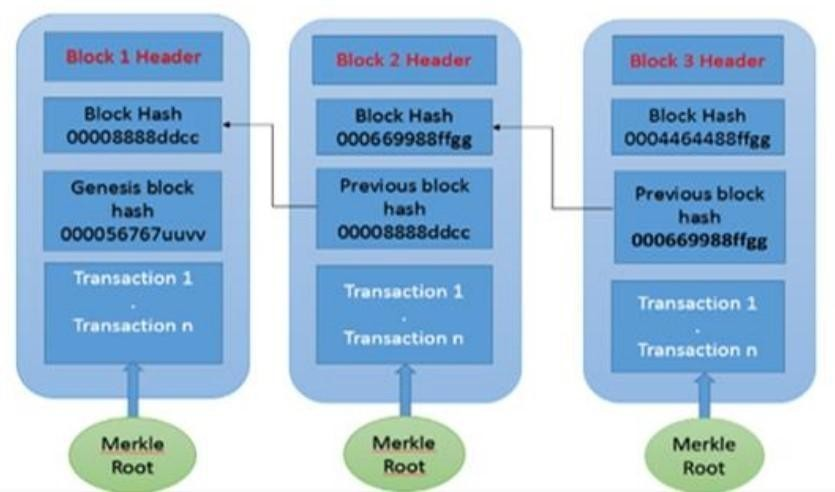 Block 1 Header
Block Hash
00008888ddcc
Genesis block
hash
000056767uuvv
Transaction 1
.
Transaction n
Merkle
Root
Block 2 Header
Block Hash
000669988ffgg
Previous block
hash
00008888ddcc
Transaction 1
.
Transaction n
Merkle
Root
Block 3 Header
Block Hash
0004464488ffgg
Previous block
hash
000669988ffgg
Transaction 1
.
Transaction n
Merkle
Root